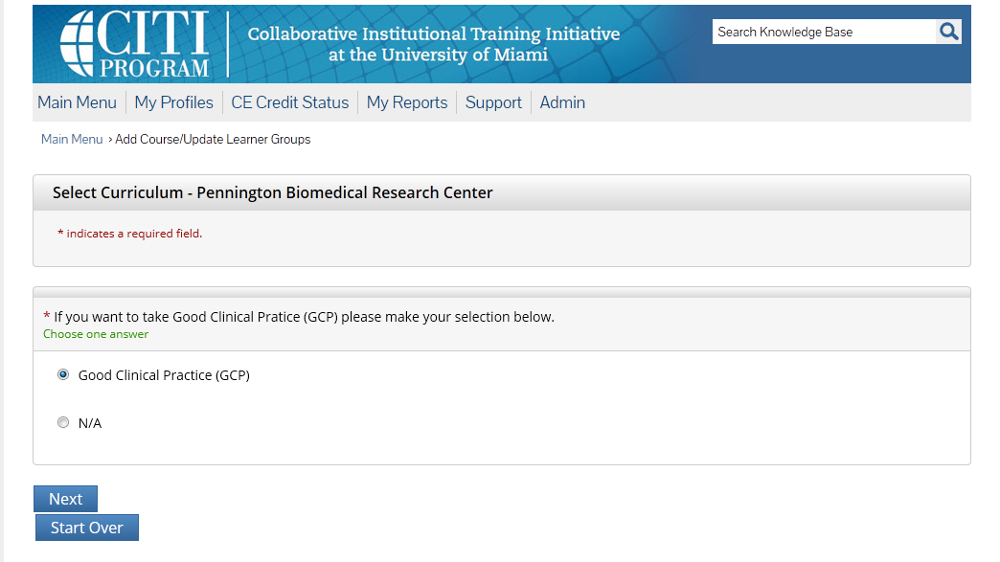 CITI
PROGRAM
Collaborative Institutional Training Initiative
at the University of Miami
Search Knowledge Base
Main Menu My Profiles CE Credit Status My Reports Support Admin
Main Menu › Add Course/Update Learner Groups
Select Curriculum - Pennington Biomedical Research Center
* indicates a required field.
* If you want to take Good Clinical Pratice (GCP) please make your selection below.
Choose one answer
Good Clinical Practice (GCP)
N/A
Next
Start Over